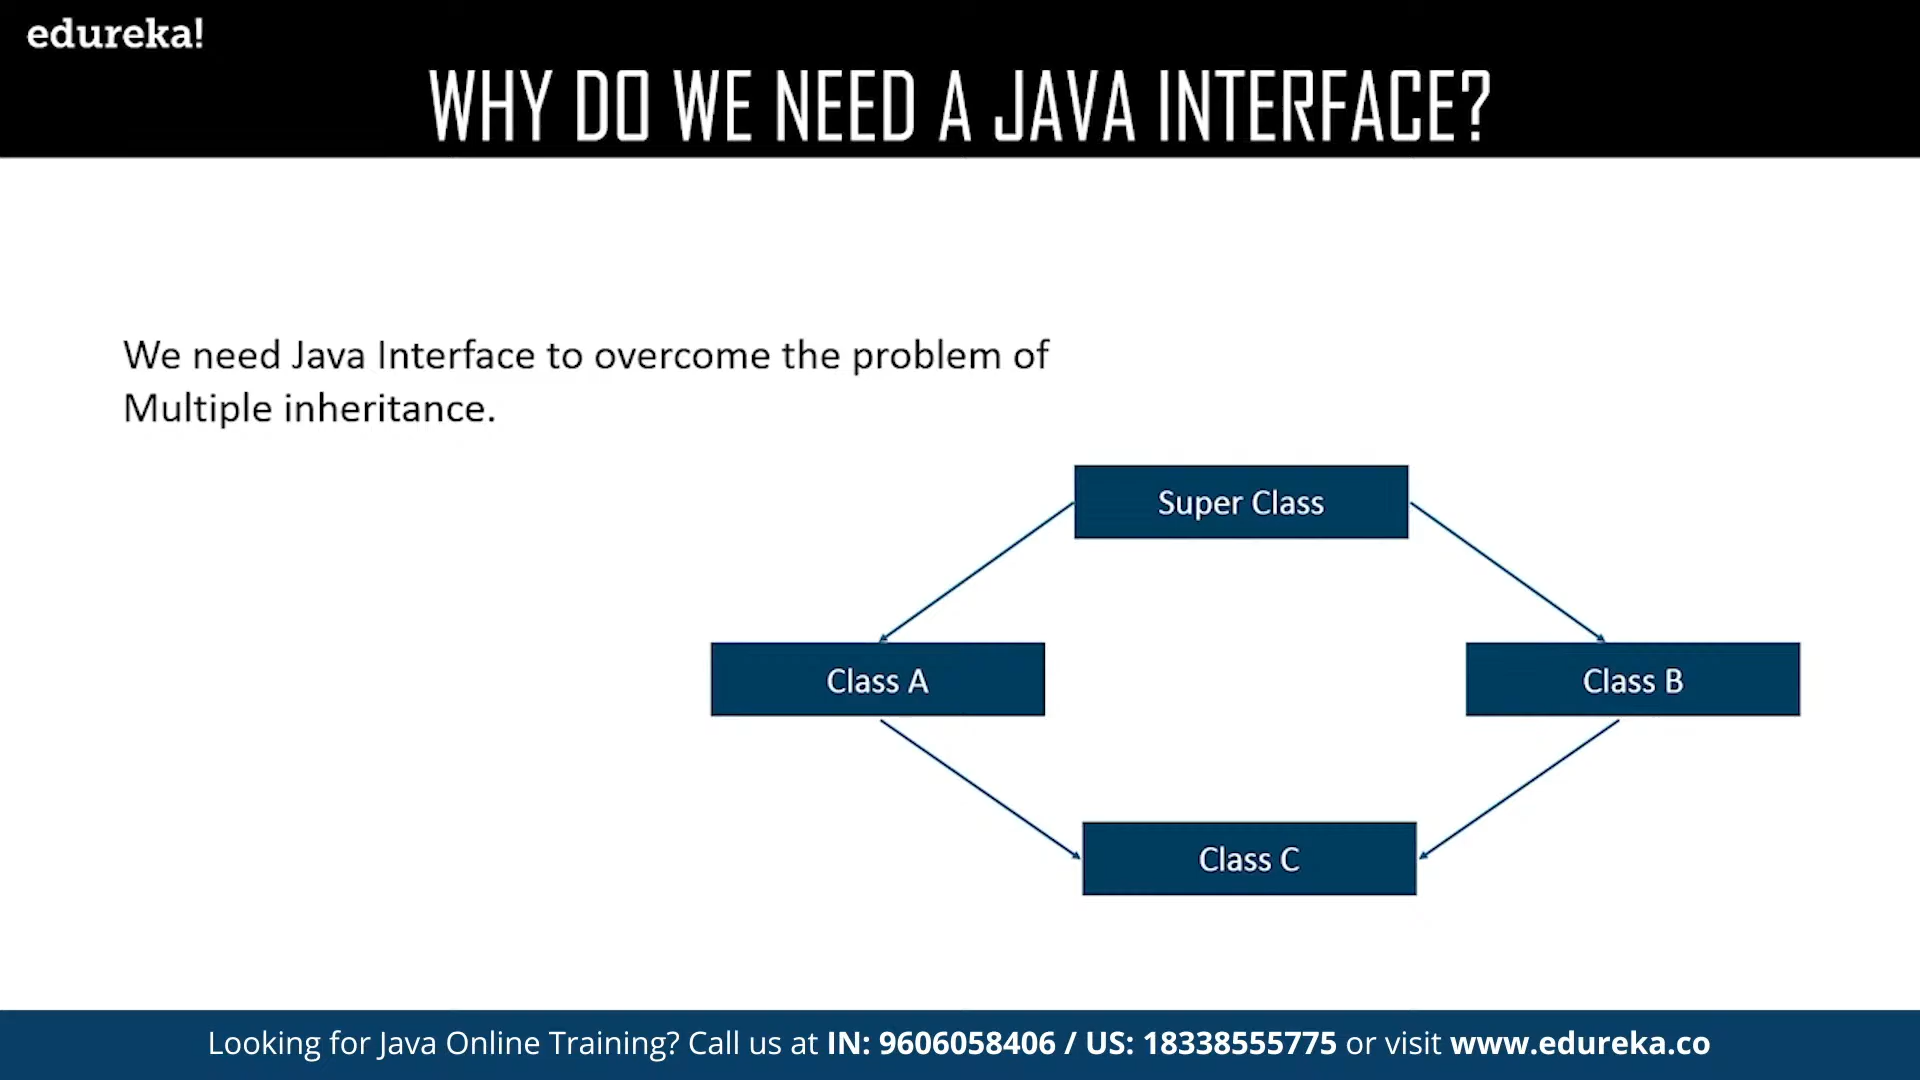 edureka!
WHY DO WE NEED A JAVA INTERFACE?
We need Java Interface to overcome the problem of
Multiple inheritance.
Super Class
Class A
Class B
Class C
Looking for Java Online Training? Call us at IN: 9606058406 / US: 18338555775 or visit www.edureka.co